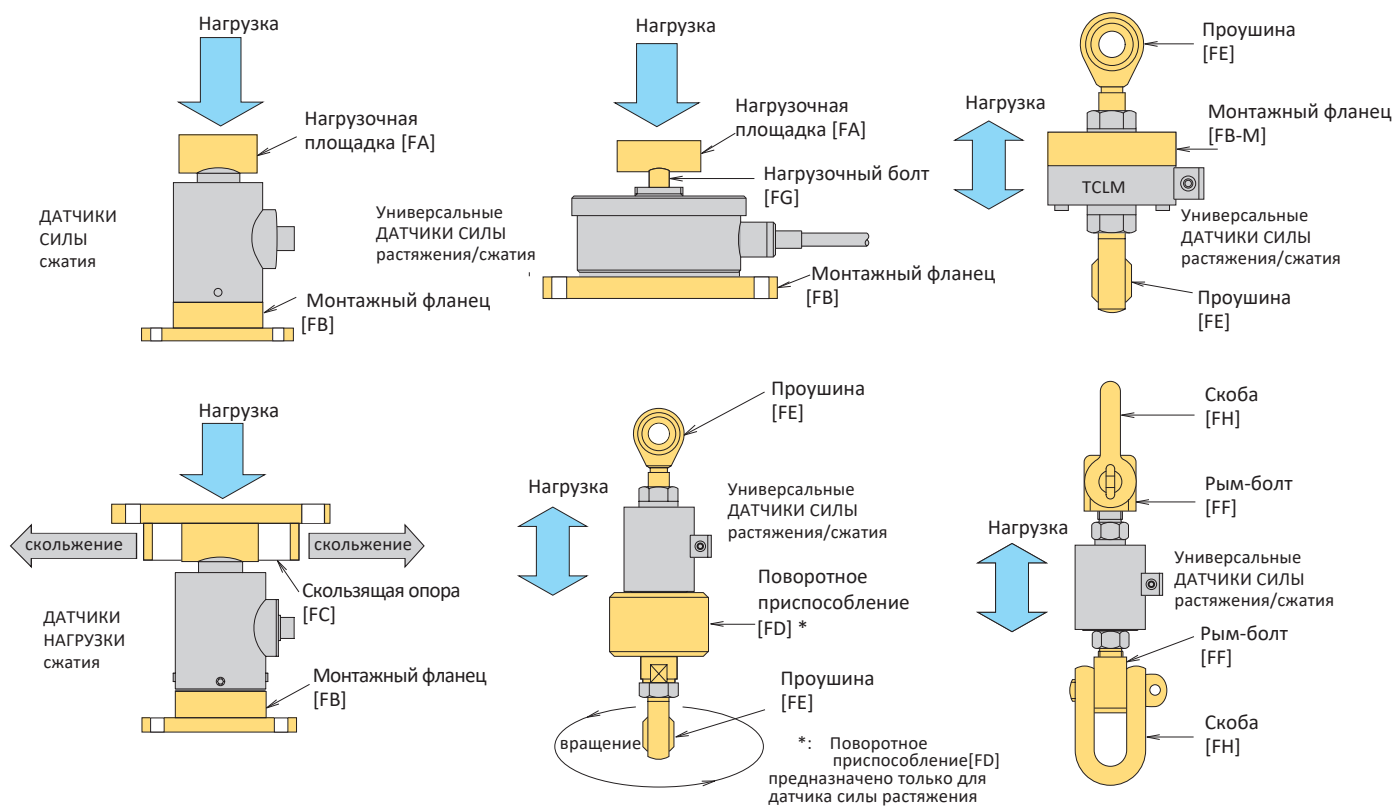 Нагрузка
Нагрузочная
площадка [FA]
ДАТЧИКИ
СИЛЫ
сжатия
Монтажный фланец
[FB]
Нагрузка
Нагрузочная
площадка [FA]
Нагрузочный болт
[FG]
Универсальные
ДАТЧИКИ СИЛЫ
растяжения/сжатия
Монтажный фланец
[FB]
Проушина
[FE]
Нагрузка
Монтажный фланец
[FB-M]
TCLM
Универсальные
ДАТЧИКИ СИЛЫ
растяжения/сжатия
Проушина
[FE]
Нагрузка
скольжение
скольжение
Скользящая опора
[FC]
ДАТЧИКИ
НАГРУЗКИ
сжатия
Монтажный фланец
[FB]
Проушина
[FE]
Нагрузка
Универсальные
ДАТЧИКИ СИЛЫ
растяжения/сжатия
Поворотное
приспособление
[FD] *
Проушина
[FE]
вращение
*: Поворотное
приспособление[FD]
предназначено только для
датчика силы растяжения
Скоба
[FH]
Рым-болт
[FF]
Нагрузка
Универсальные
ДАТЧИКИ СИЛЫ
растяжения/сжатия
Рым-болт
[FF]
Скоба
[FH]